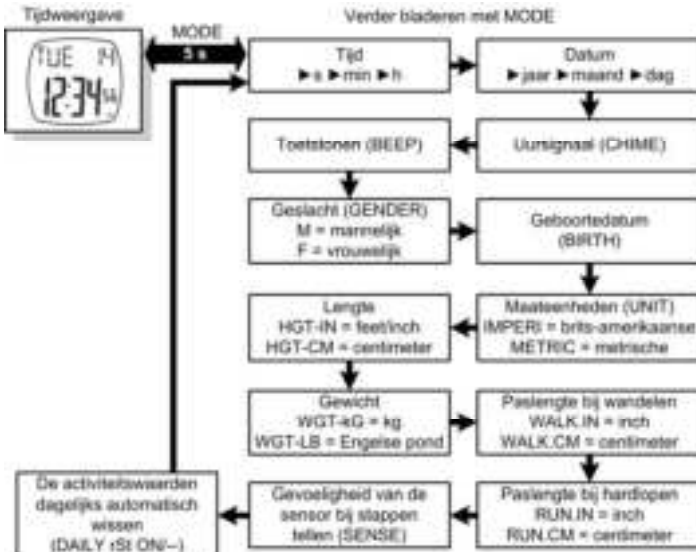 Tijdweergave
MODE
5 s
TUE 14
12:34 56
Verder bladeren met MODE
Tijd
►s ►min ►h
Datum
►jaar ►maand ►dag
Uursignaal (CHIME)
Toetstonen (BEEP)
Geslacht (GENDER)
M = mannelijk
F = vrouwelijk
Geboortedatum
(BIRTH)
Maateenheden (UNIT)
IMPERI = brits-amerikaanse
METRIC = metrische
Lengte
HGT-IN = feet/inch
HGT-CM = centimeter
Gewicht
WGT-kG = kg
WGT-LB = Engelse pond
Paslengte bij wandelen
WALK.IN = inch
WALK.CM = centimeter
Paslengte bij hardlopen
RUN.IN = inch
RUN.CM = centimeter
Gevoeligheid van de
sensor bij stappen
tellen (SENSE)
De activiteitswaarden
dagelijks automatisch
wissen
(DAILY rSt ON/--)